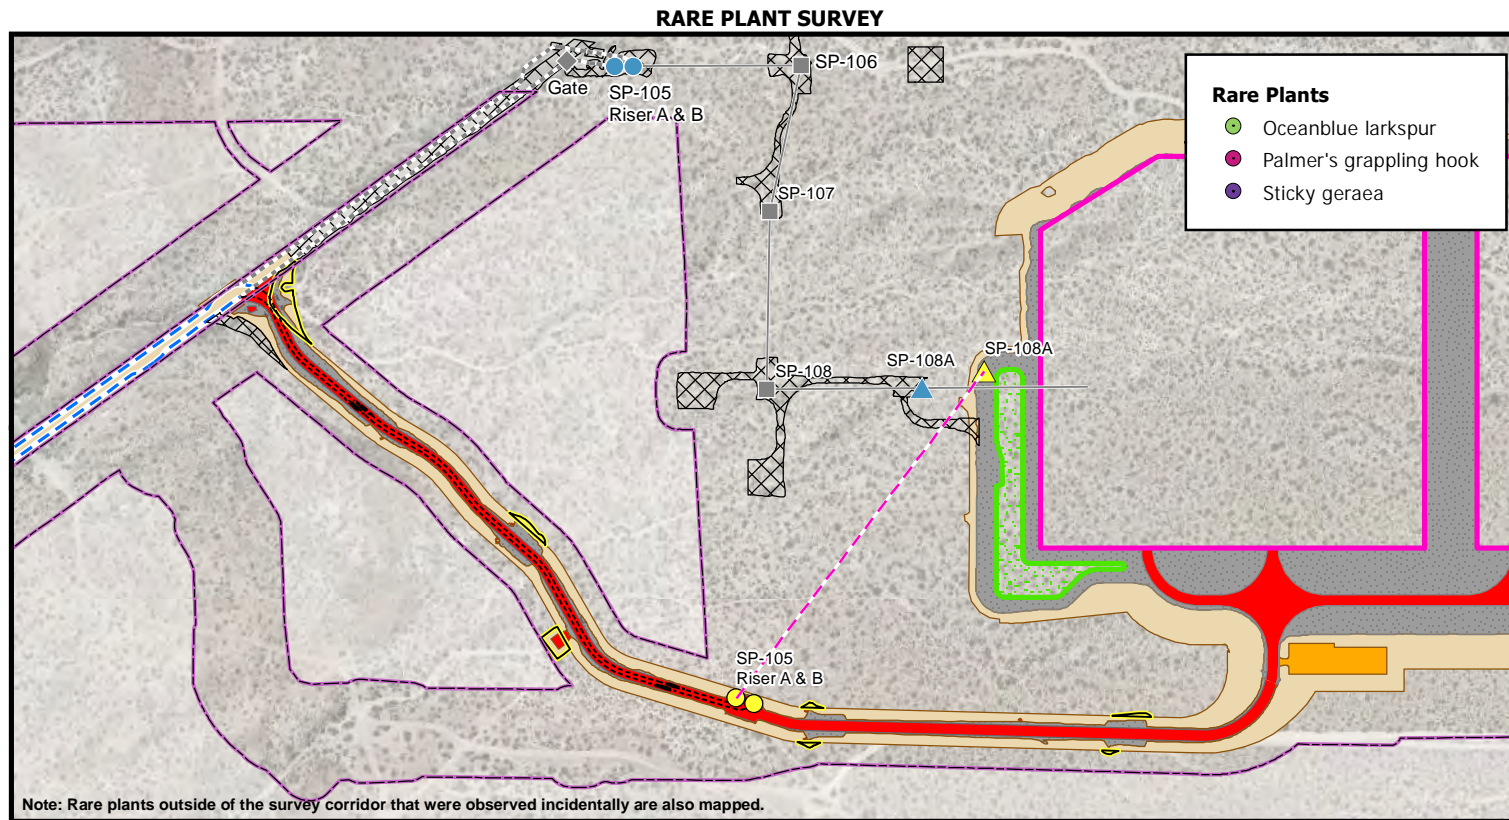 RARE PLANT SURVEY
SP-106
Gate
SP-105
Riser A & B
Rare Plants
Oceanblue larkspur
Palmer's grappling hook
Sticky geraea
SP-107
SP-108A
SP-108A
SP-108
SP-105
Riser A & B
Note: Rare plants outside of the survey corridor that were observed incidentally are also mapped.